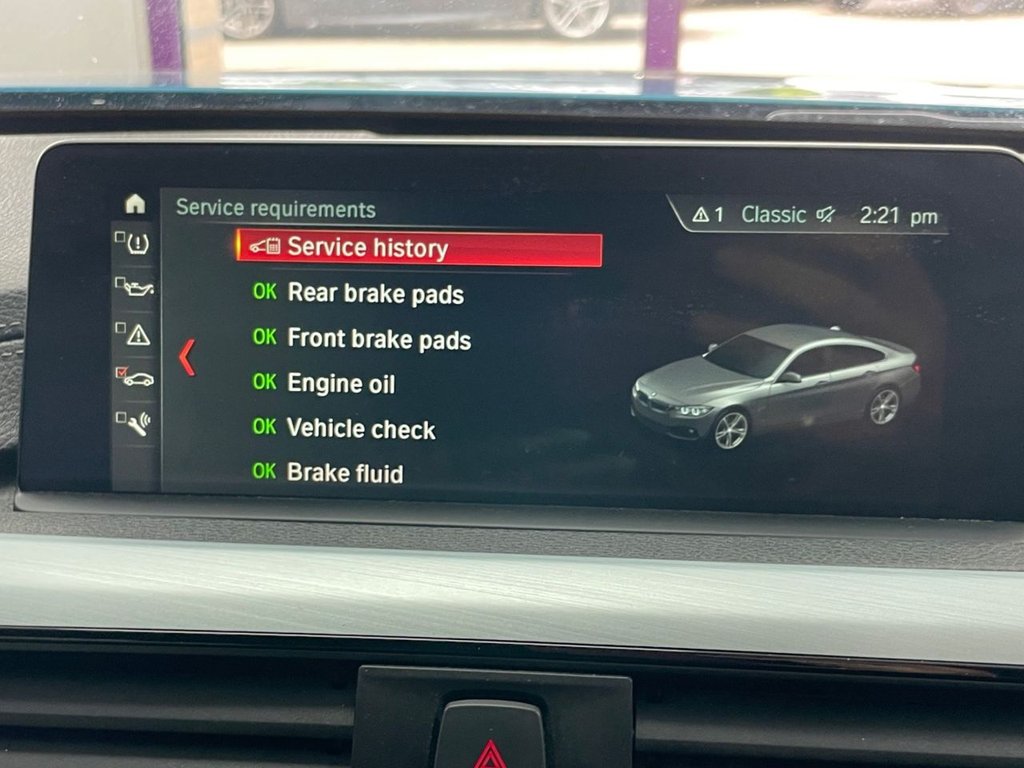 Service requirements
1 Classic 2:21 pm
Service history
OK Rear brake pads
OK Front brake pads
OK Engine oil
OK Vehicle check
OK Brake fluid